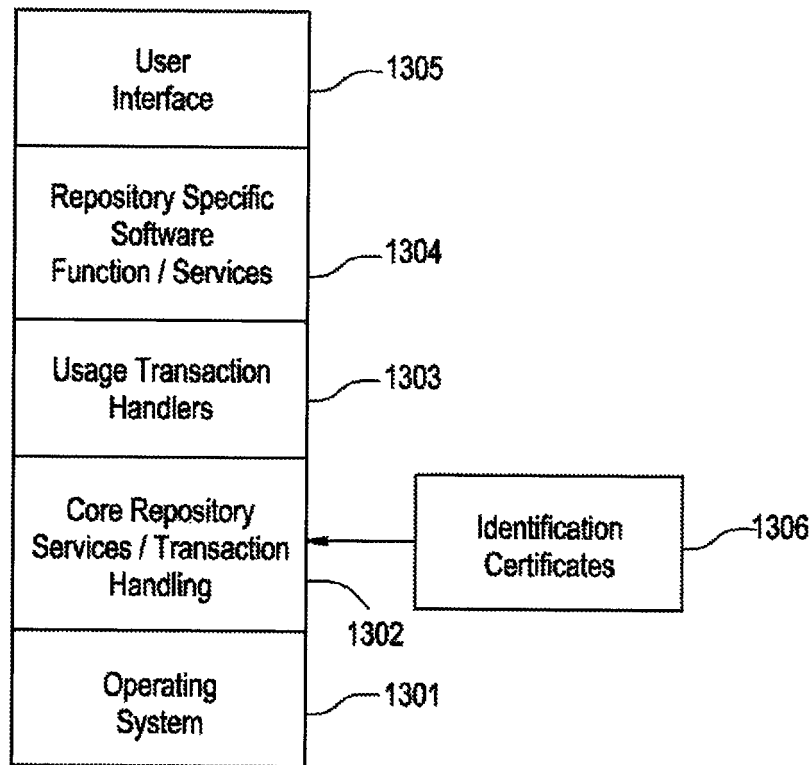 User
Interface
1305
Repository Specific
Software
Function / Services
1304
Usage Transaction
Handlers
1303
Core Repository
Services / Transaction
Handling
1302
Identification
Certificates
1306
Operating
System
1301